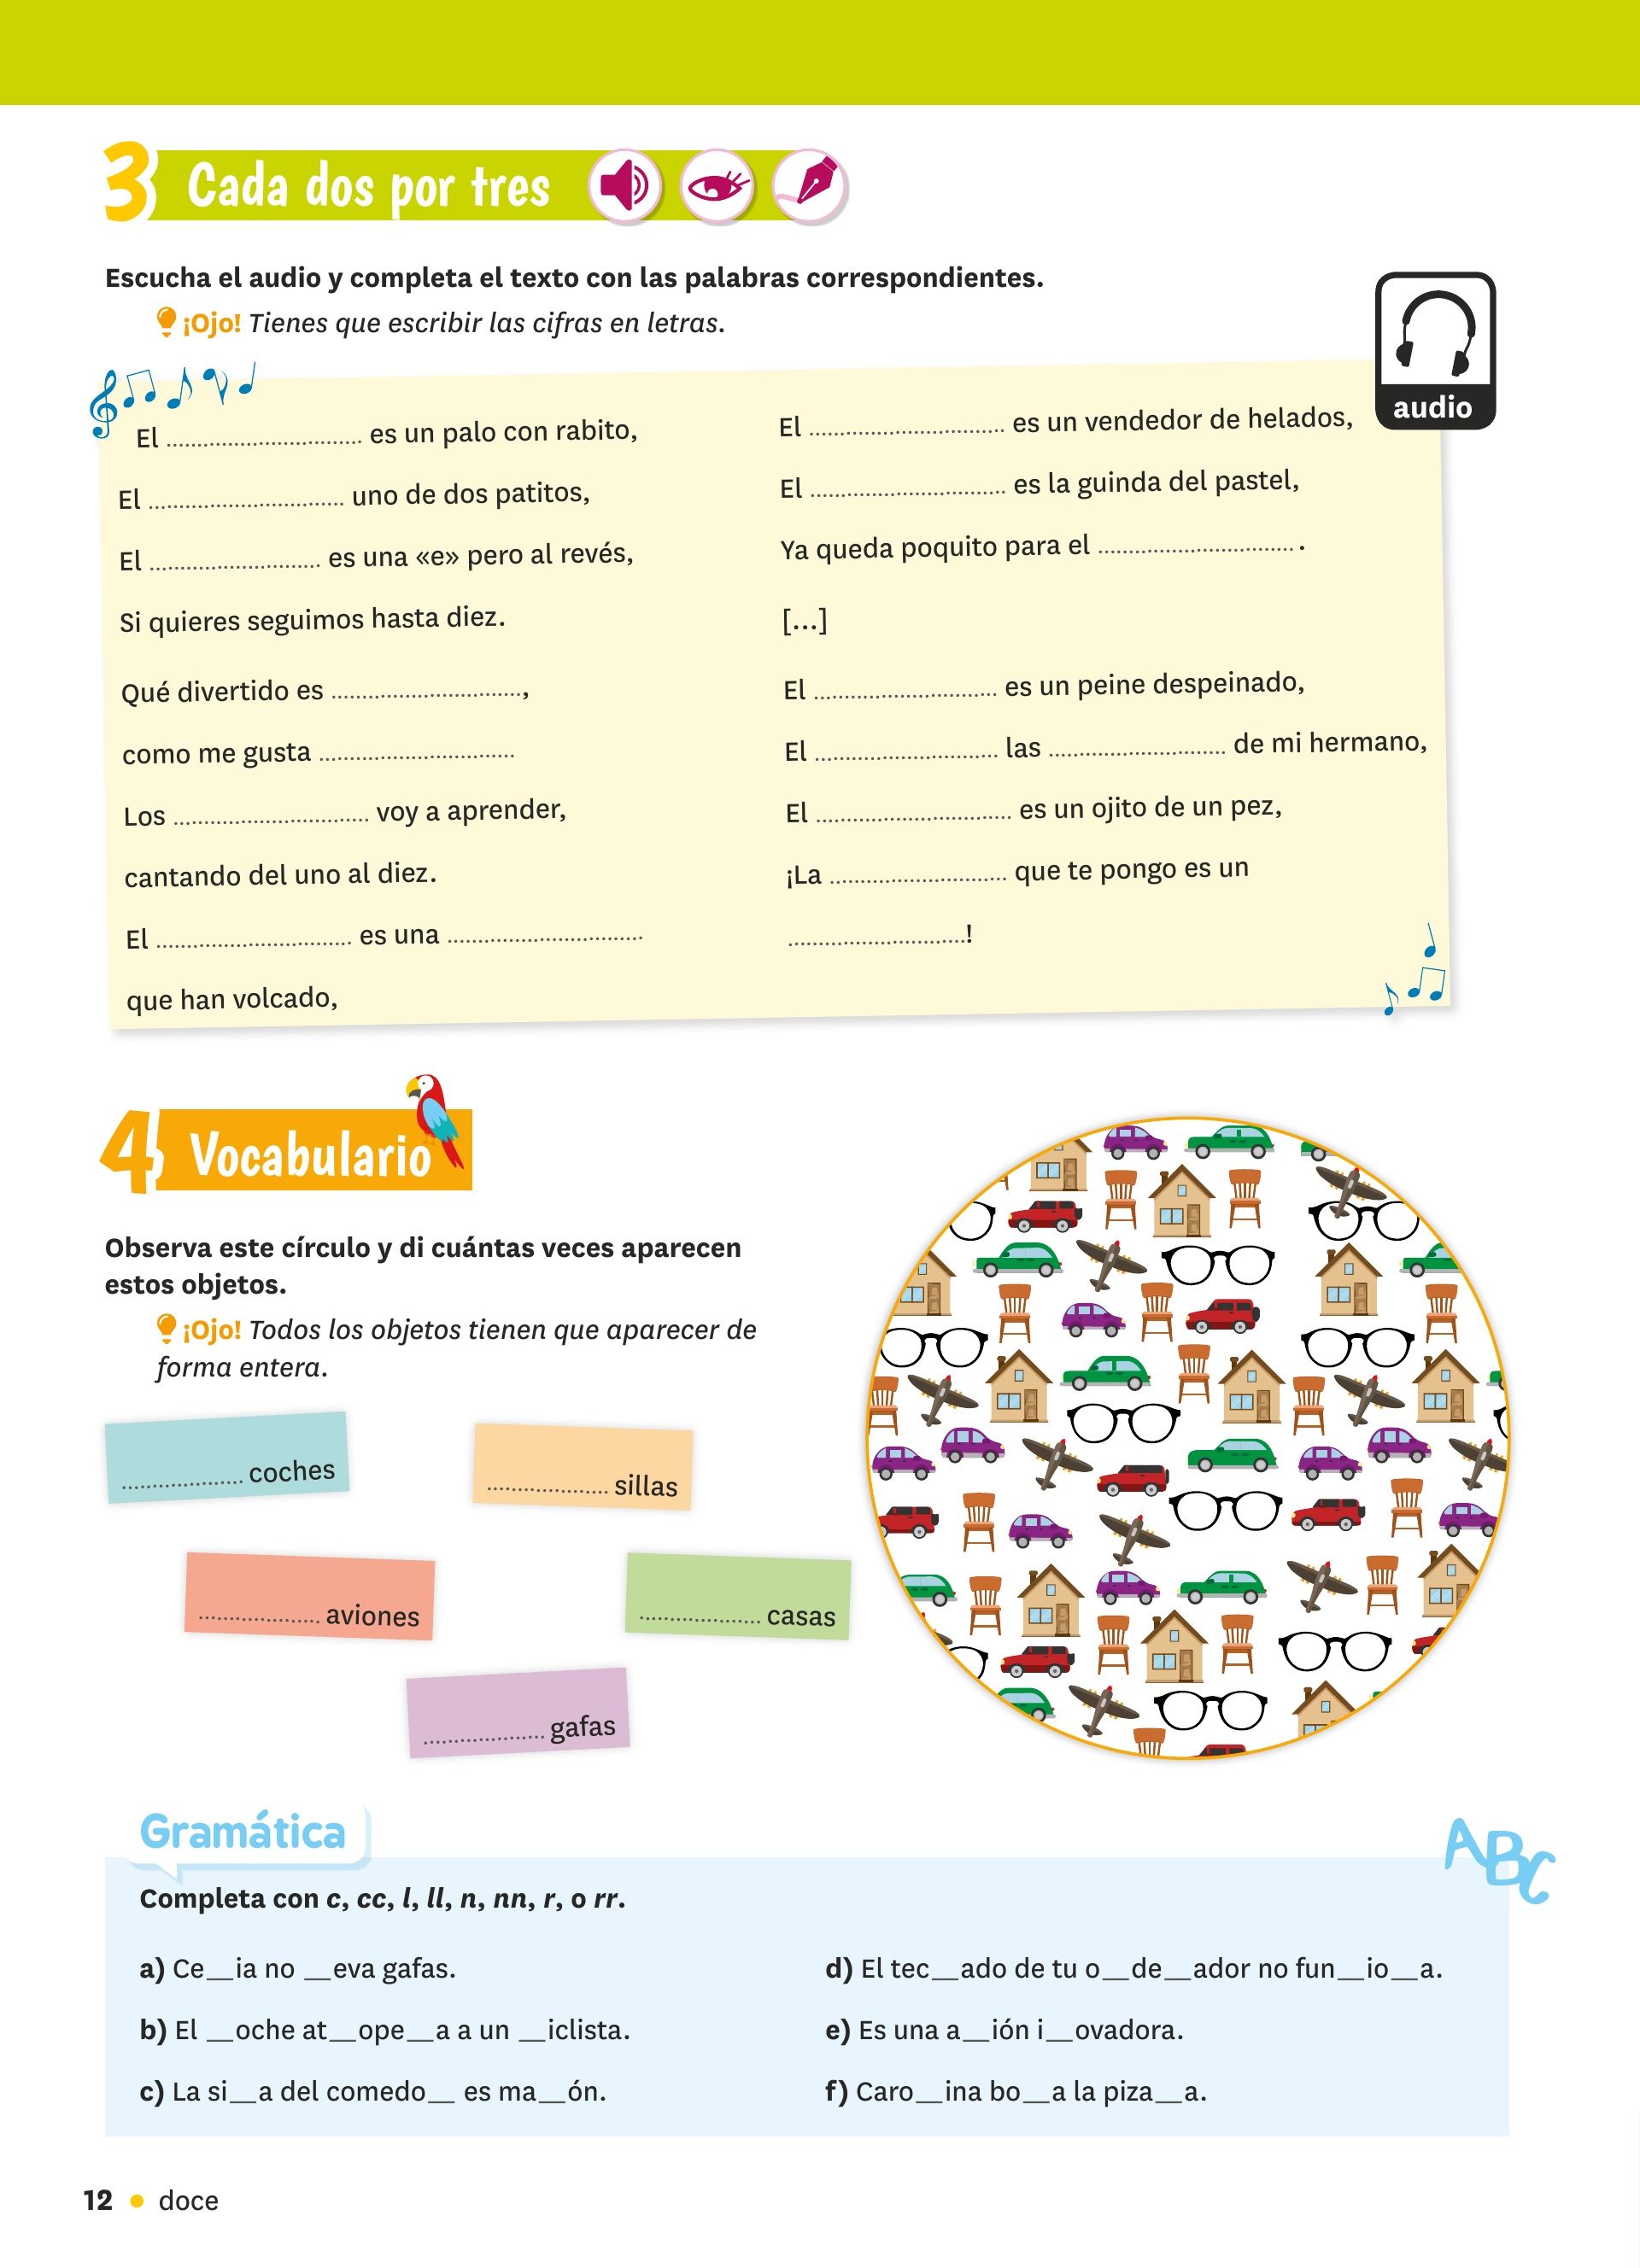 3 Cada dos por tres
Escucha el audio y completa el texto con las palabras correspondientes.
¡Ojo! Tienes que escribir las cifras en letras.
audio
El .............................. es un palo con rabito,
El .............................. uno de dos patitos,
El .............................. es una «e» pero al revés,
Si quieres seguimos hasta diez.
Qué divertido es ..............................,
como me gusta ..............................
Los .............................. voy a aprender,
cantando del uno al diez.
El .............................. es una ..............................
que han volcado,
El .............................. es un vendedor de helados,
El .............................. es la guinda del pastel,
Ya queda poquito para el .............................. .
[...]
El .............................. es un peine despeinado,
El .............................. las .............................. de mi hermano,
El .............................. es un ojito de un pez,
¡La .............................. que te pongo es un
..............................!
4 Vocabulario
Observa este círculo y di cuántas veces aparecen
estos objetos.
¡Ojo! Todos los objetos tienen que aparecer de
forma entera.
.................... coches
.................... sillas
.................... aviones
.................... casas
.................... gafas
Gramática
ABC
Completa con c, cc, l, ll, n, nn, r, o rr.
a) Ce__ia no __eva gafas.
b) El __oche at__ope__a a un __iclista.
c) La si__a del comedo__ es ma__ón.
d) El tec__ado de tu o__de__ador no fun__io__a.
e) Es una a__ión i__ovadora.
f) Caro__ina bo__a la piza__a.
12 • doce